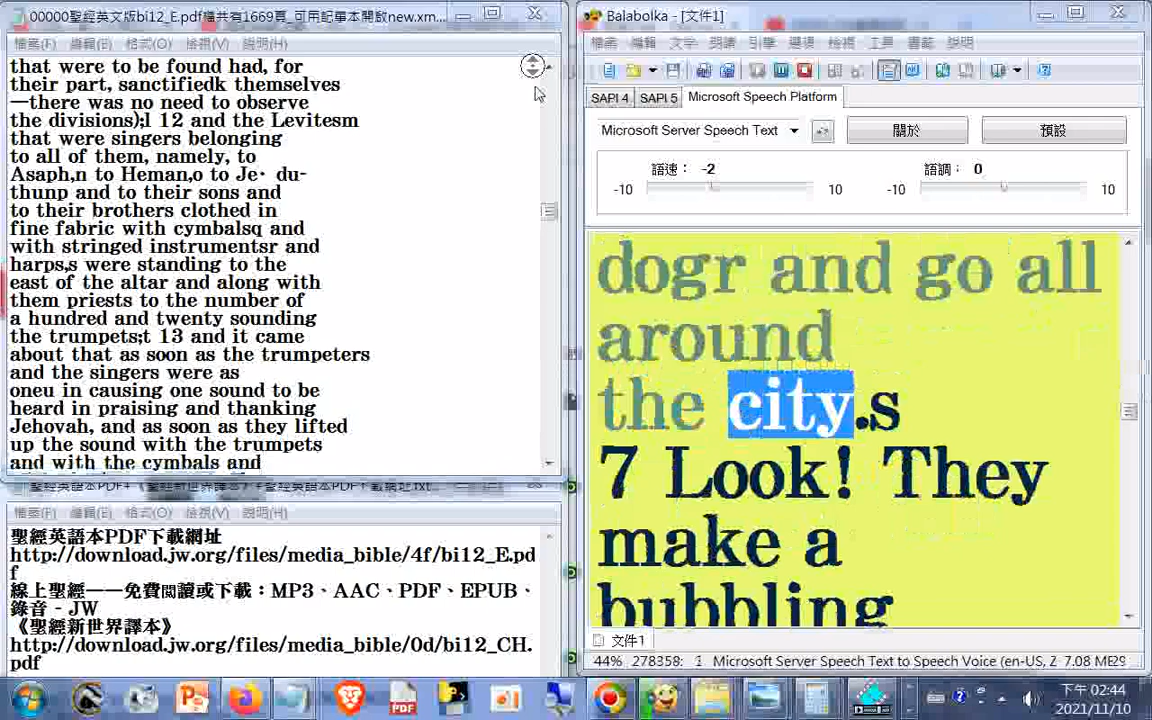 00000聖經英文版bi12_E.pdf檔共有1669頁_可用記事本開啟new.xm...
檔案(F) 編輯(E) 格式(O) 檢視(V) 說明(H)
that were to be found had, for
their part, sanctifiedk themselves
—there was no need to observe
the divisions);l 12 and the Levitesm
that were singers belonging
to all of them, namely, to
Asaph,n to Heman,o to Je· du-
thunp and to their sons and
to their brothers clothed in
fine fabric with cymbalsq and
with stringed instrumentsr and
harps,s were standing to the
east of the altar and along with
them priests to the number of
a hundred and twenty sounding
the trumpets;t 13 and it came
about that as soon as the trumpeters
and the singers were as
oneu in causing one sound to be
heard in praising and thanking
Jehovah, and as soon as they lifted
up the sound with the trumpets
and with the cymbals and
檔案(F) 編輯(E) 格式(O) 檢視(V) 說明(H)
聖經英語本PDF下載網址
http://download.jw.org/files/media_bible/4f/bi12_E.pd
f
線上聖經——免費閱讀或下載：MP3、AAC、PDF、EPUB、
錄音 - JW
《聖經新世界譯本》
http://download.jw.org/files/media_bible/0d/bi12_CH.
pdf
Balabolka - [文件1]
檔案 編輯 文字 朗讀 引擎 選項 檢視 工具 書籤 說明
SAPI 4 SAPI 5 Microsoft Speech Platform
Microsoft Server Speech Text 關於 預設
語速： -2 語調： 0
-10 10 -10 10
dogr and go all
around
the city.s
7 Look! They
make a
bubbling
文件1
44% 278358: 1 Microsoft Server Speech Text to Speech Voice (en-US, Z 7.08 ME29
下午 02:44
2021/11/10